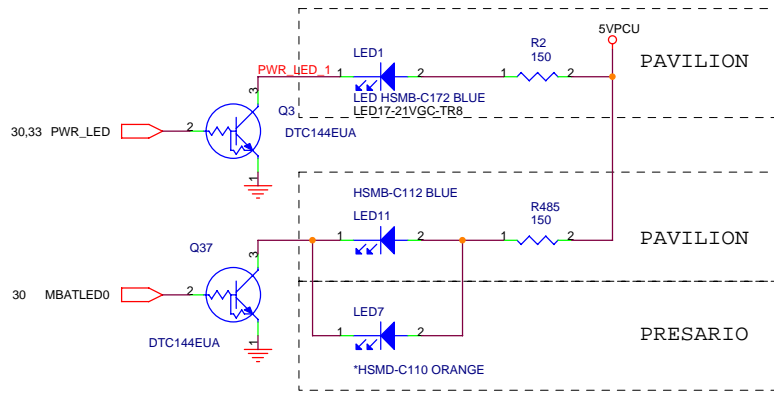 5VPCU
LED1
R2
150
PAVILION
PWR_LED_1
1
2
1
2
3
LED HSMB-C172 BLUE
LED17-21VGC-TR8
Q3
30,33 PWR_LED
2
DTC144EUA
1
HSMB-C112 BLUE
LED11
R485
150
Q37
1
2
1
2
PAVILION
3
30 MBATLED0
2
LED7
1
2
PRESARIO
DTC144EUA
1
*HSMD-C110 ORANGE